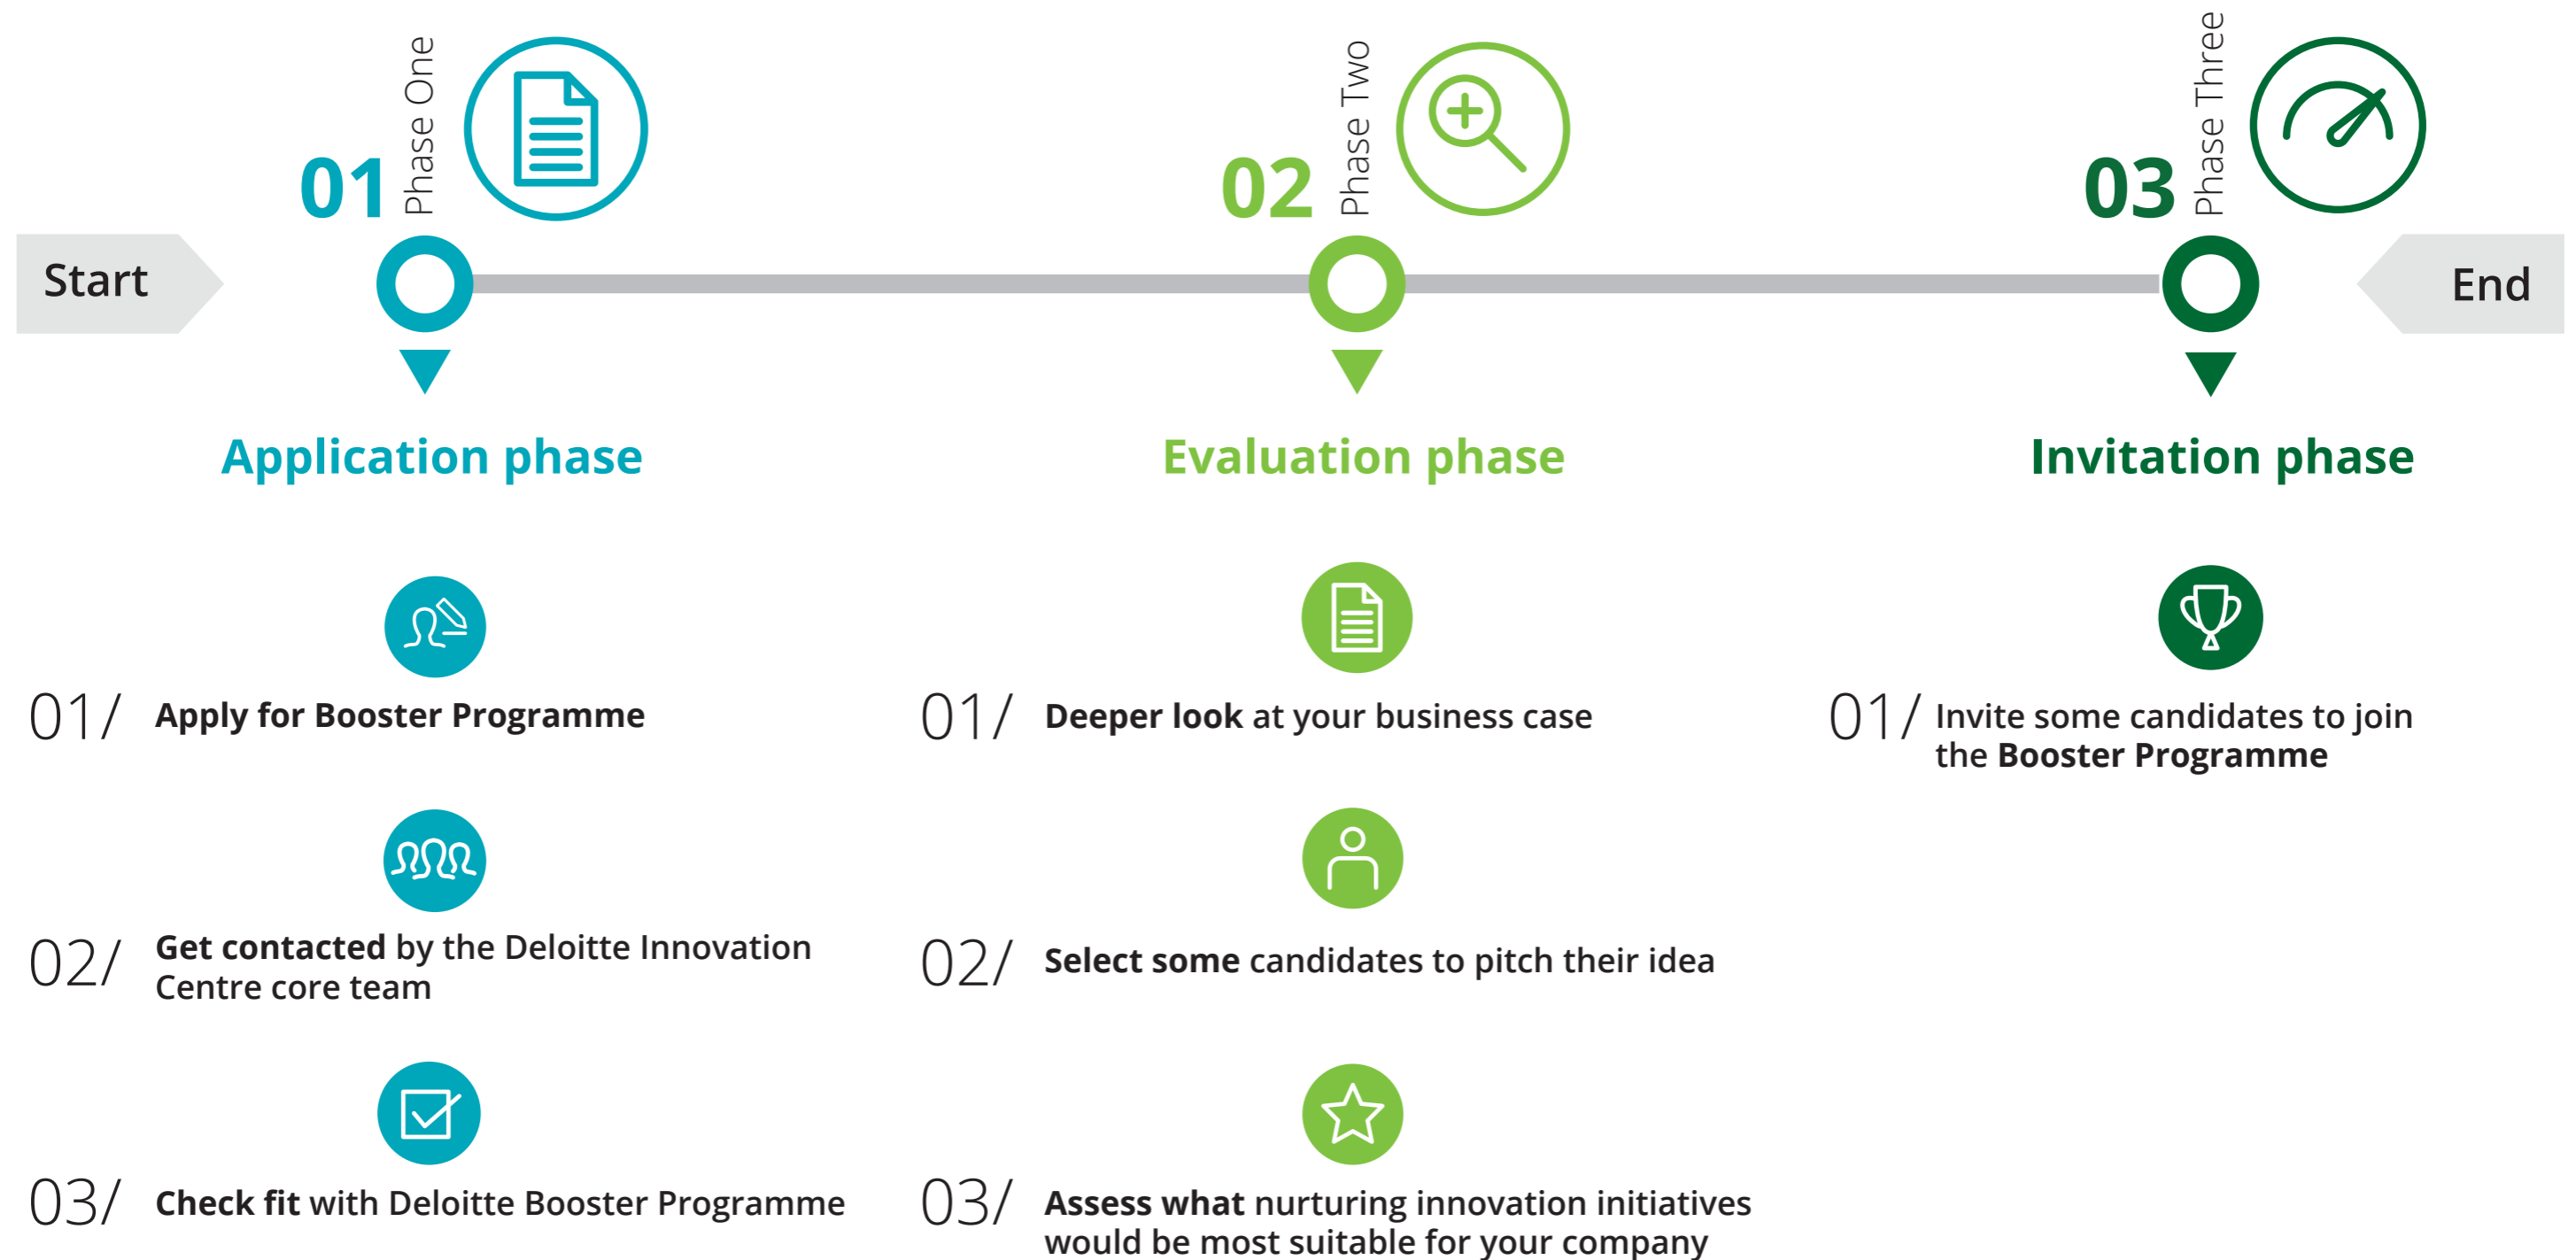 Start
01
Phase One
02
Phase Two
03
Phase Three
End
Application phase
01/ Apply for Booster Programme
02/ Get contacted by the Deloitte Innovation
Centre core team
03/ Check fit with Deloitte Booster Programme
Evaluation phase
01/ Deeper look at your business case
02/ Select some candidates to pitch their idea
03/ Assess what nurturing innovation initiatives
would be most suitable for your company
Invitation phase
01/ Invite some candidates to join
the Booster Programme